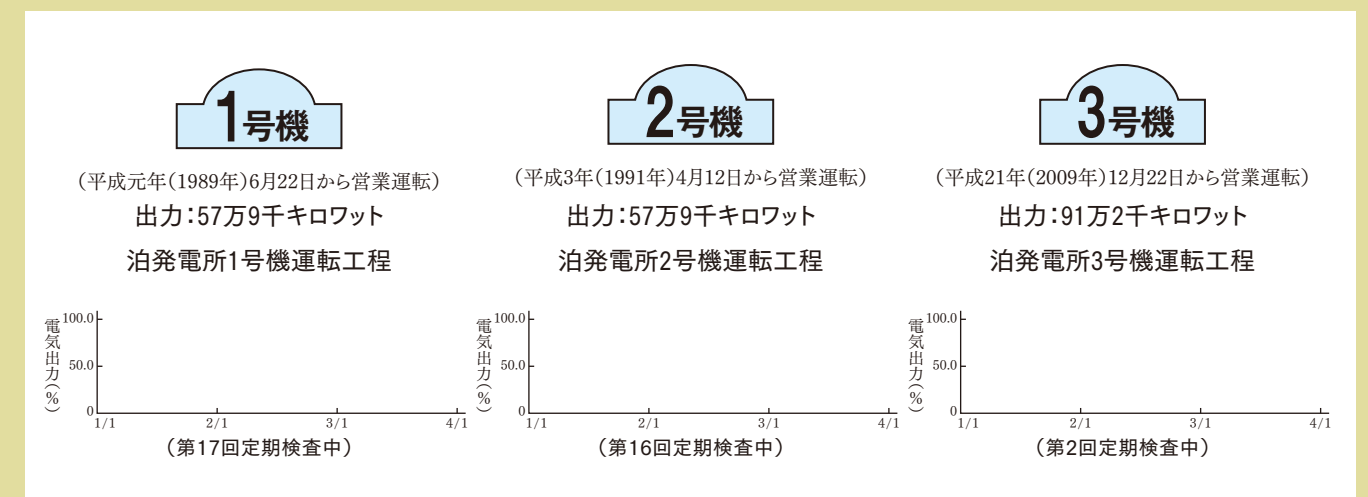 1号機
(平成元年(1989年)6月22日から営業運転)
出力:57万9千キロワット
泊発電所1号機運転工程
電気出力(%)
100.0
50.0
0
1/1 2/1 3/1 4/1
(第17回定期検査中)
2号機
(平成3年(1991年)4月12日から営業運転)
出力:57万9千キロワット
泊発電所2号機運転工程
電気出力(%)
100.0
50.0
0
1/1 2/1 3/1 4/1
(第16回定期検査中)
3号機
(平成21年(2009年)12月22日から営業運転)
出力:91万2千キロワット
泊発電所3号機運転工程
電気出力(%)
100.0
50.0
0
1/1 2/1 3/1 4/1
(第2回定期検査中)